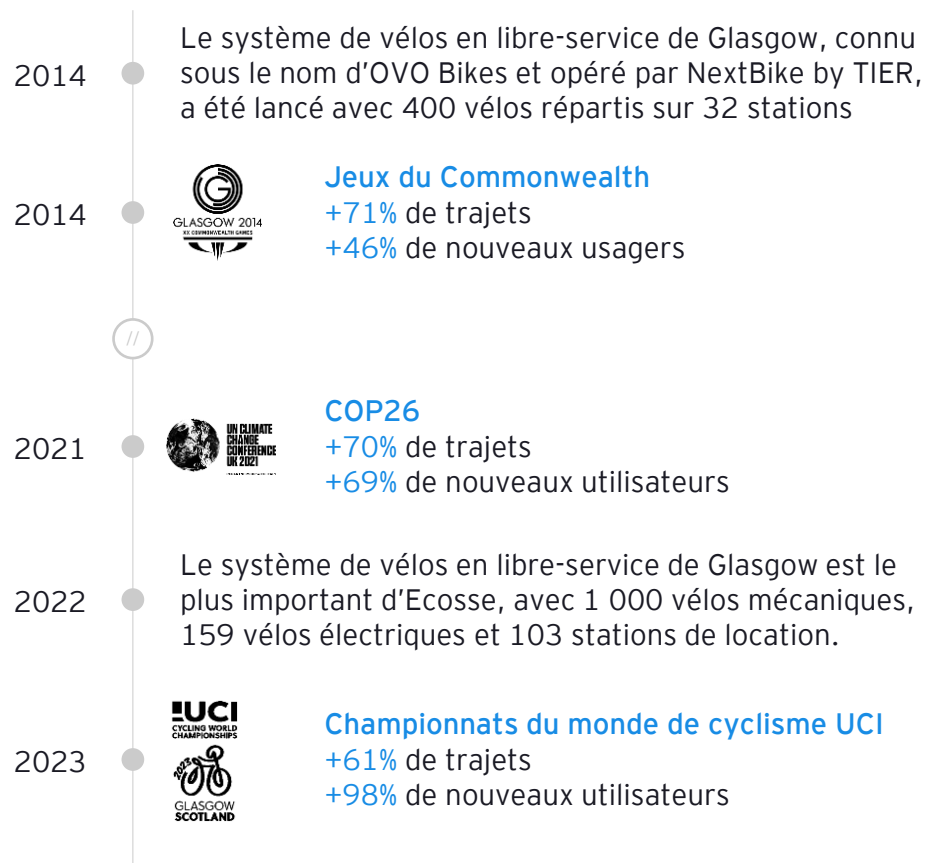 2014
Le système de vélos en libre-service de Glasgow, connu
sous le nom d'OVO Bikes et opéré par NextBike by TIER,
a été lancé avec 400 vélos répartis sur 32 stations
2014
G
GLASGOW 2014
XX COMMONWEALTH GAMES
Jeux du Commonwealth
+71% de trajets
+46% de nouveaux usagers
//
2021
UN CLIMATE
CHANGE
CONFERENCE
UK 2021
COP26
+70% de trajets
+69% de nouveaux utilisateurs
2022
Le système de vélos en libre-service de Glasgow est le
plus important d'Ecosse, avec 1 000 vélos mécaniques,
159 vélos électriques et 103 stations de location.
2023
UCI
CYCLING WORLD
CHAMPIONSHIPS
2023
GLASGOW
SCOTLAND
Championnats du monde de cyclisme UCI
+61% de trajets
+98% de nouveaux utilisateurs